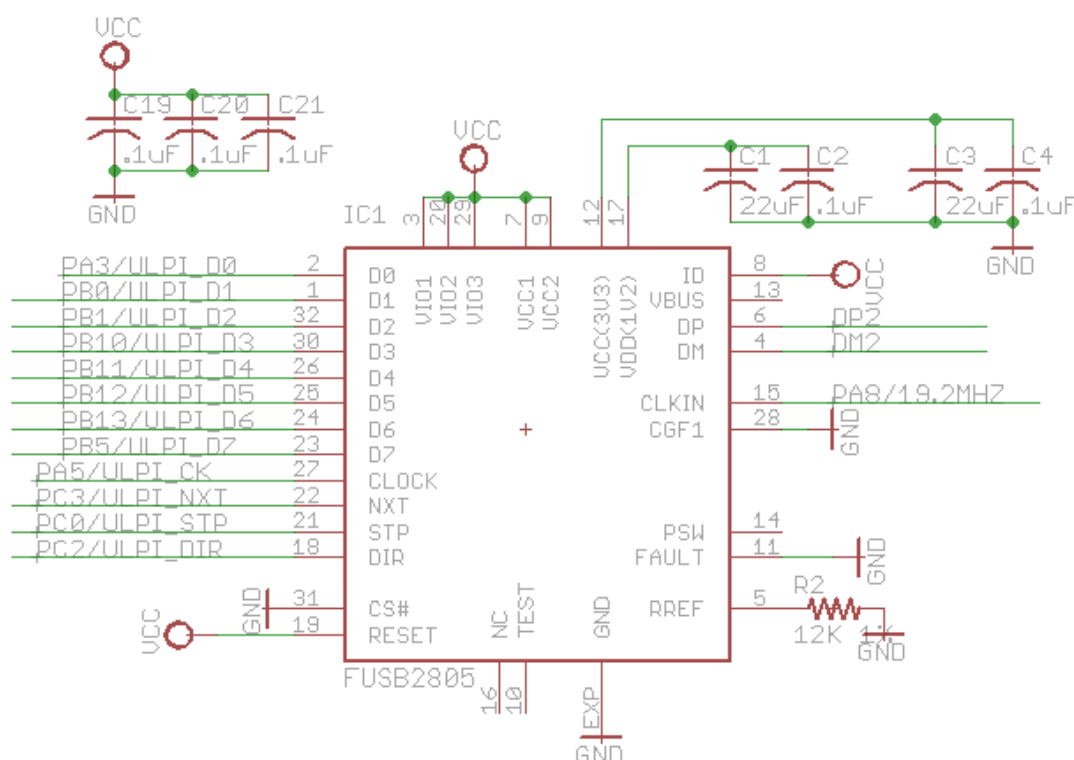 VCC
C19 C20 C21
.1uF .1uF .1uF
GND
VCC
C1 C2 C3 C4
22uF .1uF 22uF .1uF
GND
IC1
3 20 29 7 9 12 17
VIO1 VIO2 VIO3 VCC1 VCC2 VCC(3V3) VDD(1V2)
PA3/ULPI_D0 2 D0
PB0/ULPI_D1 1 D1
PB1/ULPI_D2 32 D2
PB10/ULPI_D3 30 D3
PB11/ULPI_D4 26 D4
PB12/ULPI_D5 25 D5
PB13/ULPI_D6 24 D6
PB5/ULPI_D7 23 D7
PA5/ULPI_CK 27 CLOCK
PC3/ULPI_NXT 22 NXT
PC0/ULPI_STP 21 STP
PC2/ULPI_DIR 18 DIR
GND 31 CS#
VCC 19 RESET
ID 8 VCC
VBUS 13
DP 6 DP2
DM 4 DM2
CLKIN 15 PA8/19.2MHZ
CGF1 28 GND
PSW 14
FAULT 11 GND
R2
RREF 5
12K 1%
GND
NC TEST GND
FUSB2805
16 10 EXP
GND